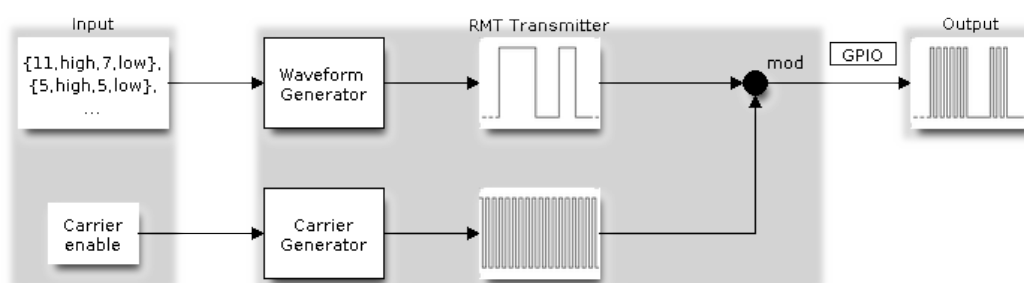 Input
RMT Transmitter
Output
{11,high,7,low},
{5,high,5,low},
...
Waveform
Generator
mod
GPIO
Carrier
enable
Carrier
Generator